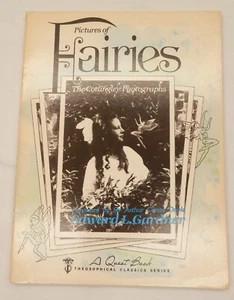 Pictures of
Fairies
The Cottingley Photographs
Edward L. Gardner
A Quest Book
THEOSOPHICAL CLASSICS SERIES